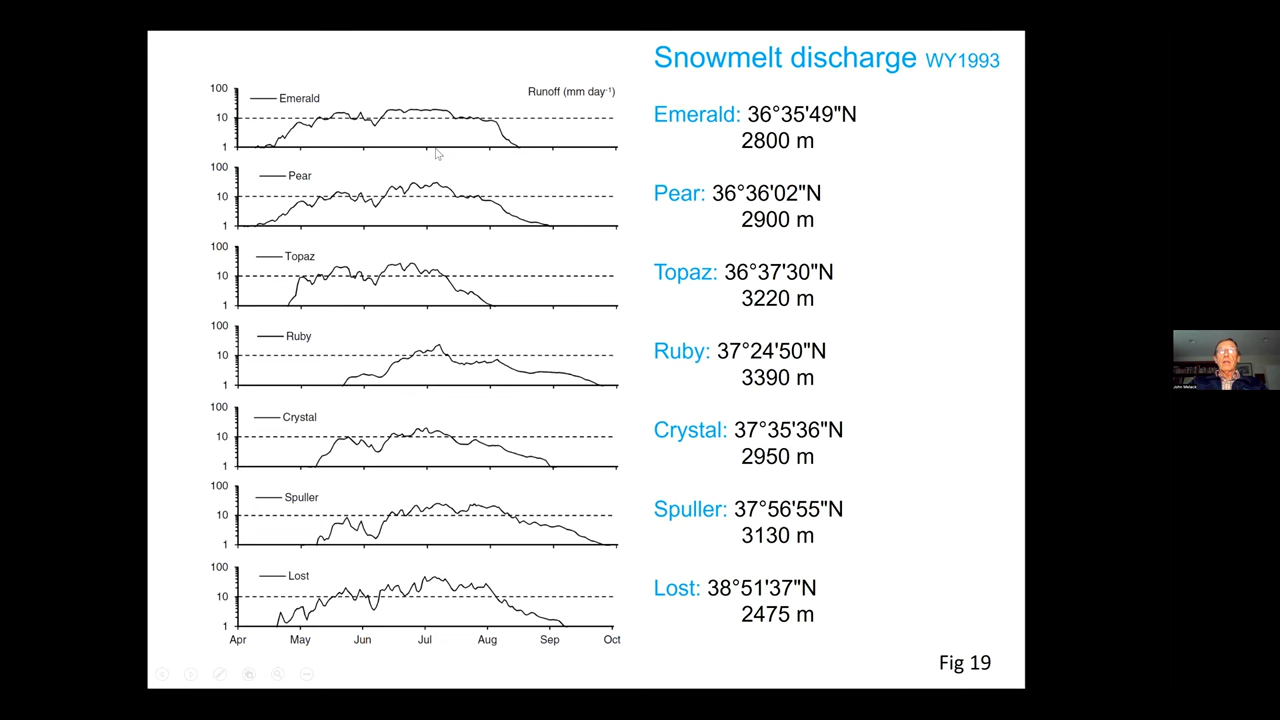 Snowmelt discharge WY1993
Runoff (mm day-1)
100
10
1
Emerald
100
10
1
Pear
100
10
1
Topaz
100
10
1
Ruby
100
10
1
Crystal
100
10
1
Spuller
100
10
1
Lost
Apr May Jun Jul Aug Sep Oct
Emerald: 36°35'49"N
2800 m
Pear: 36°36'02"N
2900 m
Topaz: 36°37'30"N
3220 m
Ruby: 37°24'50"N
3390 m
Crystal: 37°35'36"N
2950 m
Spuller: 37°56'55"N
3130 m
Lost: 38°51'37"N
2475 m
Fig 19
John Melack